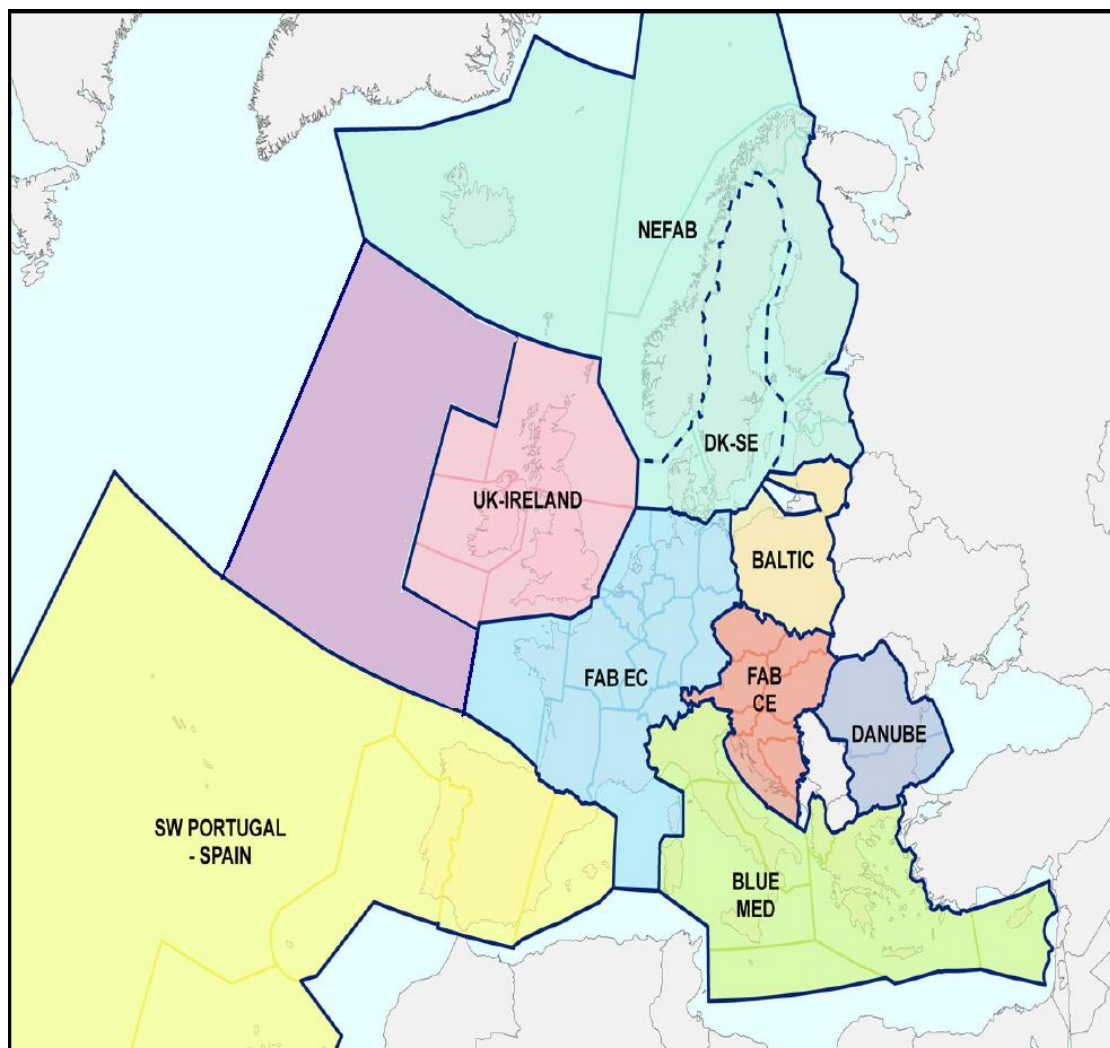 NEFAB
DK-SE
UK-IRELAND
BALTIC
FAB EC
FAB
CE
DANUBE
SW PORTUGAL
- SPAIN
BLUE
MED